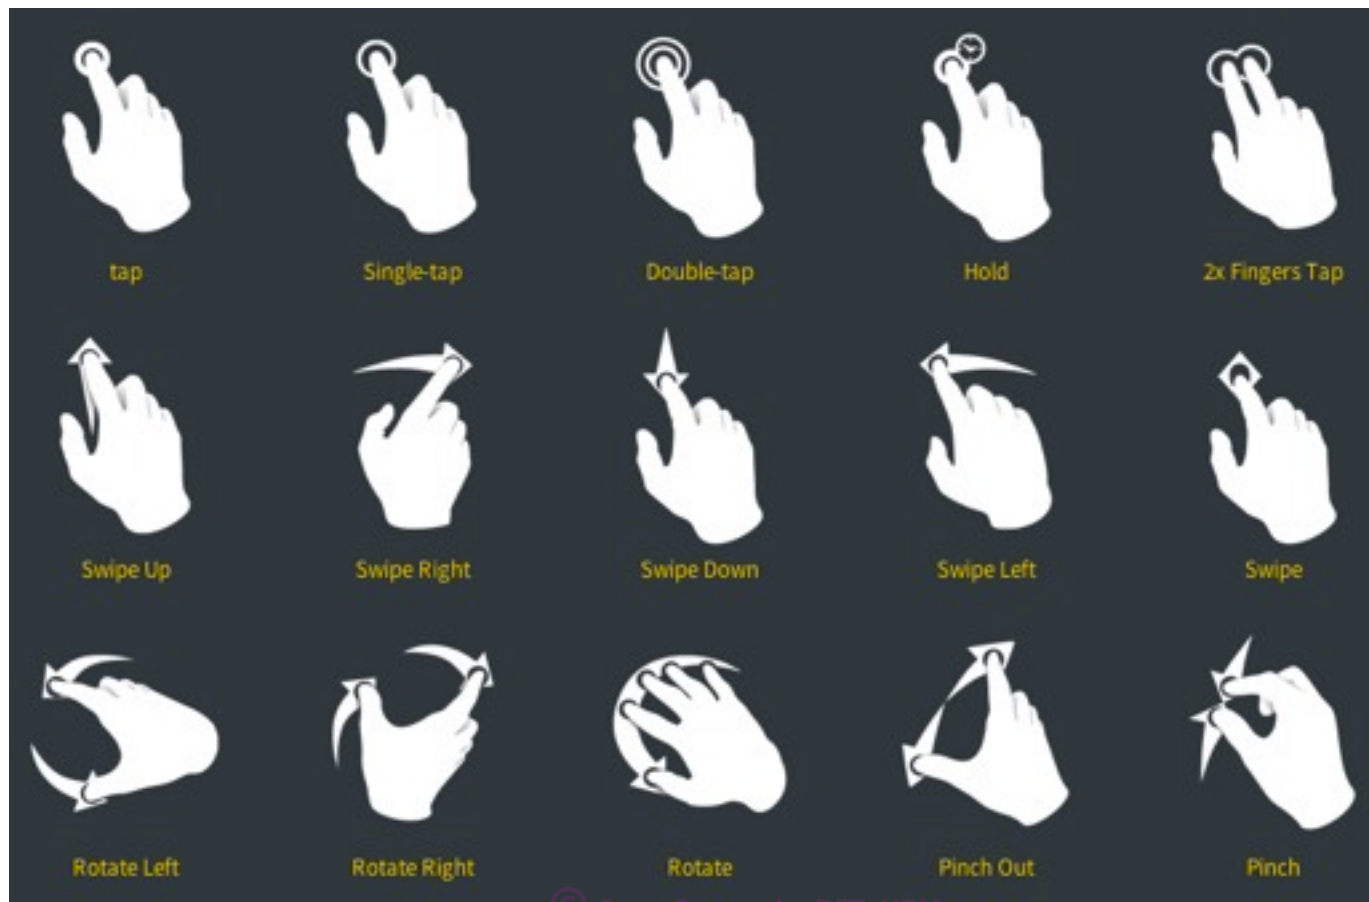 tap
Single-tap
Double-tap
Hold
2x Fingers Tap
Swipe Up
Swipe Right
Swipe Down
Swipe Left
Swipe
Rotate Left
Rotate Right
Rotate
Pinch Out
Pinch